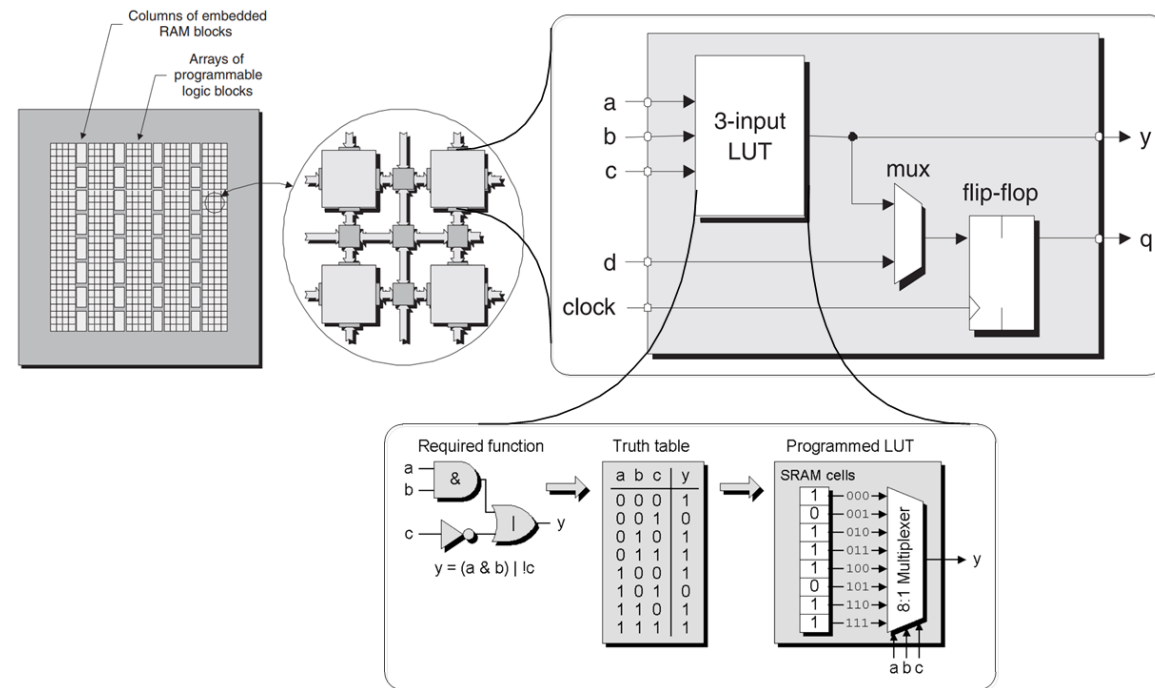 Columns of embedded
RAM blocks
Arrays of
programmable
logic blocks
a
b
c
d
clock
3-input
LUT
mux
flip-flop
y
q
Required function
a
b
c
&
|
y
y = (a & b) | !c
Truth table
a b c y
0 0 0 1
0 0 1 0
0 1 0 1
0 1 1 1
1 0 0 1
1 0 1 0
1 1 0 1
1 1 1 1
Programmed LUT
SRAM cells
1 000
0 001
1 010
1 011
1 100
0 101
1 110
1 111
8:1 Multiplexer
y
a b c